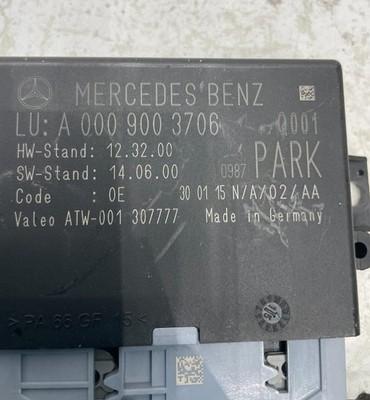 MERCEDES BENZ
LU: A 000 900 3706 /0001
HW-Stand: 12.32.00
SW-Stand: 14.06.00 0987 PARK
Code : 0E 30 01 15 N/A/02/AA
Valeo ATW-001 307777 Made in Germany
>PA 66 GF 15<